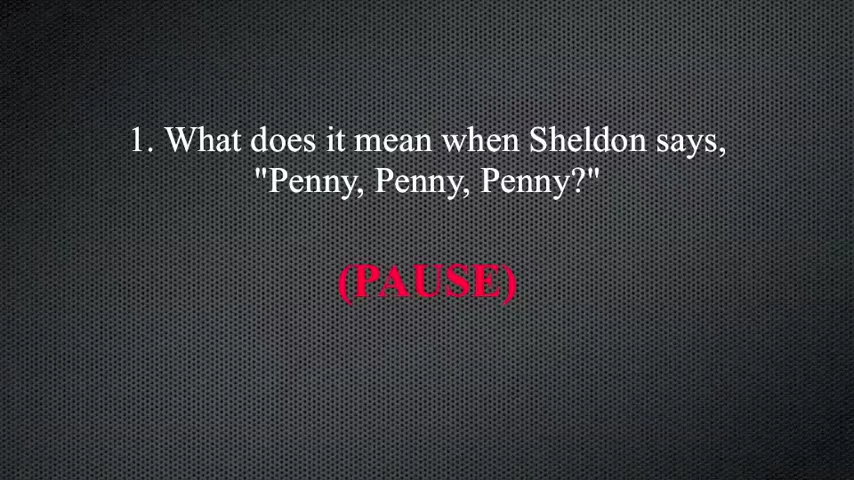 1. What does it mean when Sheldon says,
"Penny, Penny, Penny?"
(PAUSE)